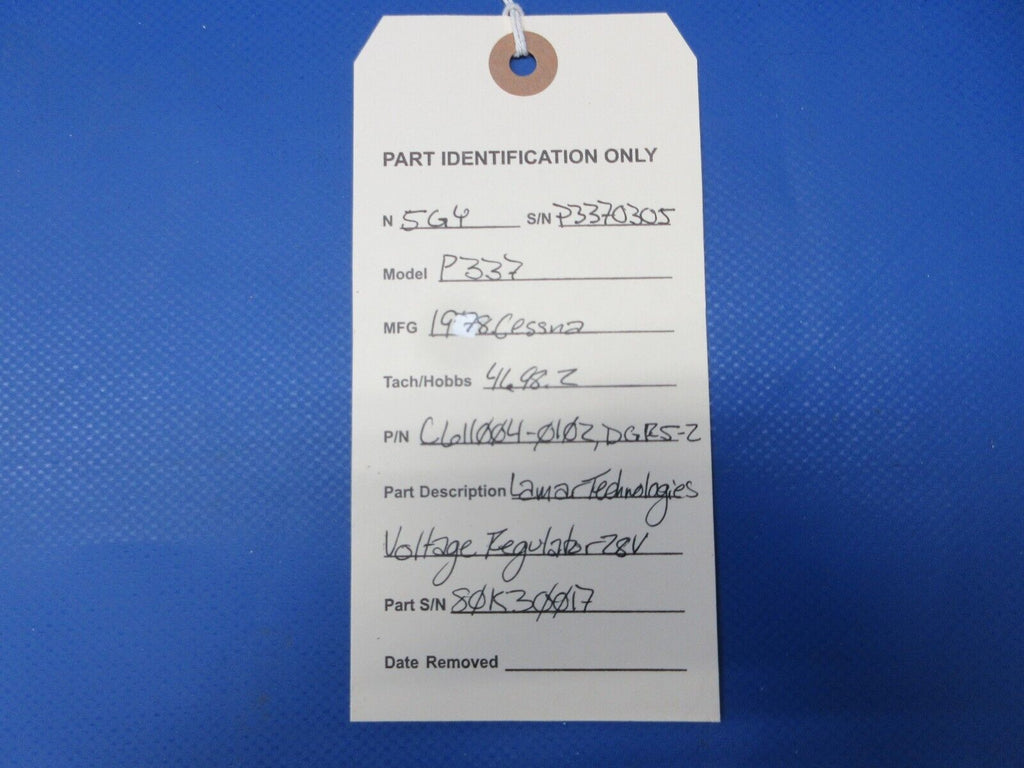 PART IDENTIFICATION ONLY
N 5G4 S/N P3370305
Model P337
MFG 1978 Cessna
Tach/Hobbs 4698.2
P/N C611004-0102, DGR5-2
Part Description Lamar Technologies
Voltage Regulator 28V
Part S/N 80K30017
Date Removed